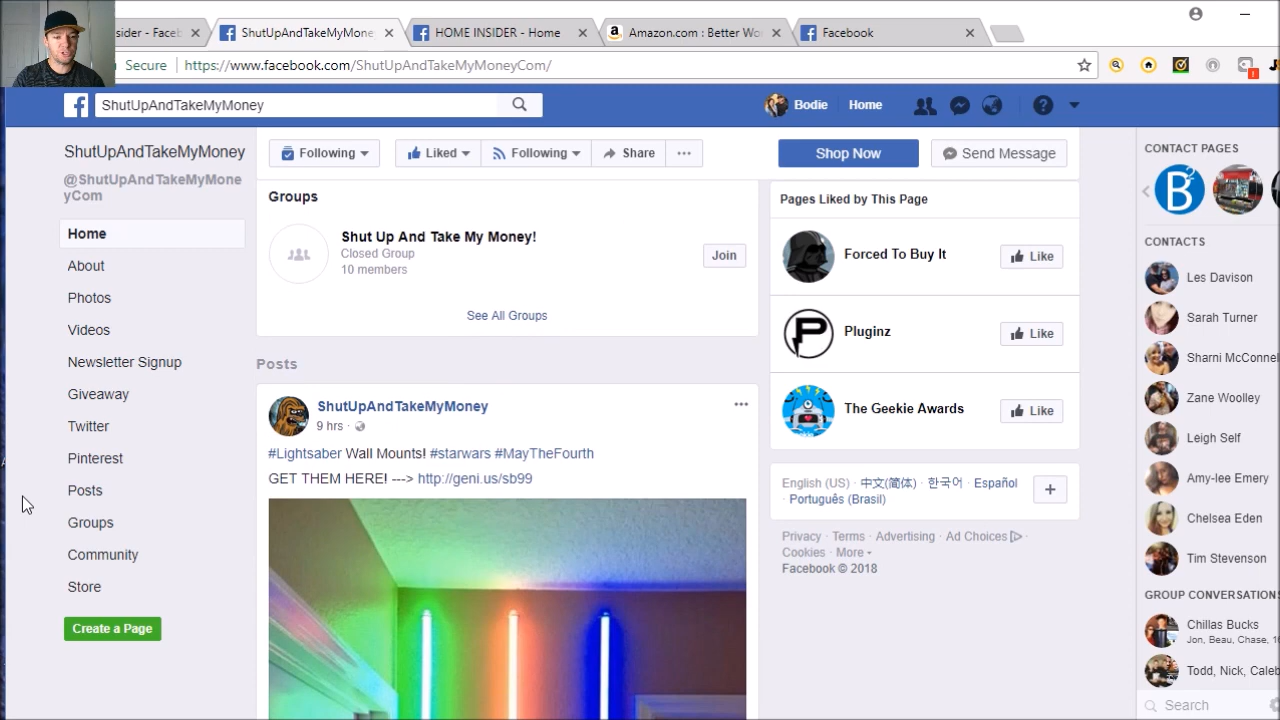 sider - Faceb
ShutUpAndTakeMyMone
HOME INSIDER - Home
Amazon.com : Better Wo
Facebook
Secure
https://www.facebook.com/ShutUpAndTakeMyMoneyCom/
ShutUpAndTakeMyMoney
Bodie
Home
ShutUpAndTakeMyMoney
@ShutUpAndTakeMyMone
yCom
Home
About
Photos
Videos
Newsletter Signup
Giveaway
Twitter
Pinterest
Posts
Groups
Community
Store
Create a Page
Following
Liked
Following
Share
Shop Now
Send Message
Groups
Shut Up And Take My Money!
Closed Group
10 members
Join
See All Groups
Posts
ShutUpAndTakeMyMoney
9 hrs ·
#Lightsaber Wall Mounts! #starwars #MayTheFourth
GET THEM HERE! ---> http://geni.us/sb99
Pages Liked by This Page
Forced To Buy It
Like
Pluginz
Like
The Geekie Awards
Like
English (US) · 中文(简体) · 한국어 · Español
· Português (Brasil)
Privacy · Terms · Advertising · Ad Choices ·
Cookies · More
Facebook © 2018
CONTACT PAGES
CONTACTS
Les Davison
Sarah Turner
Sharni McConnel
Zane Woolley
Leigh Self
Amy-lee Emery
Chelsea Eden
Tim Stevenson
GROUP CONVERSATIONS
Chillas Bucks
Jon, Beau, Chase, 16
Todd, Nick, Caleb
Search